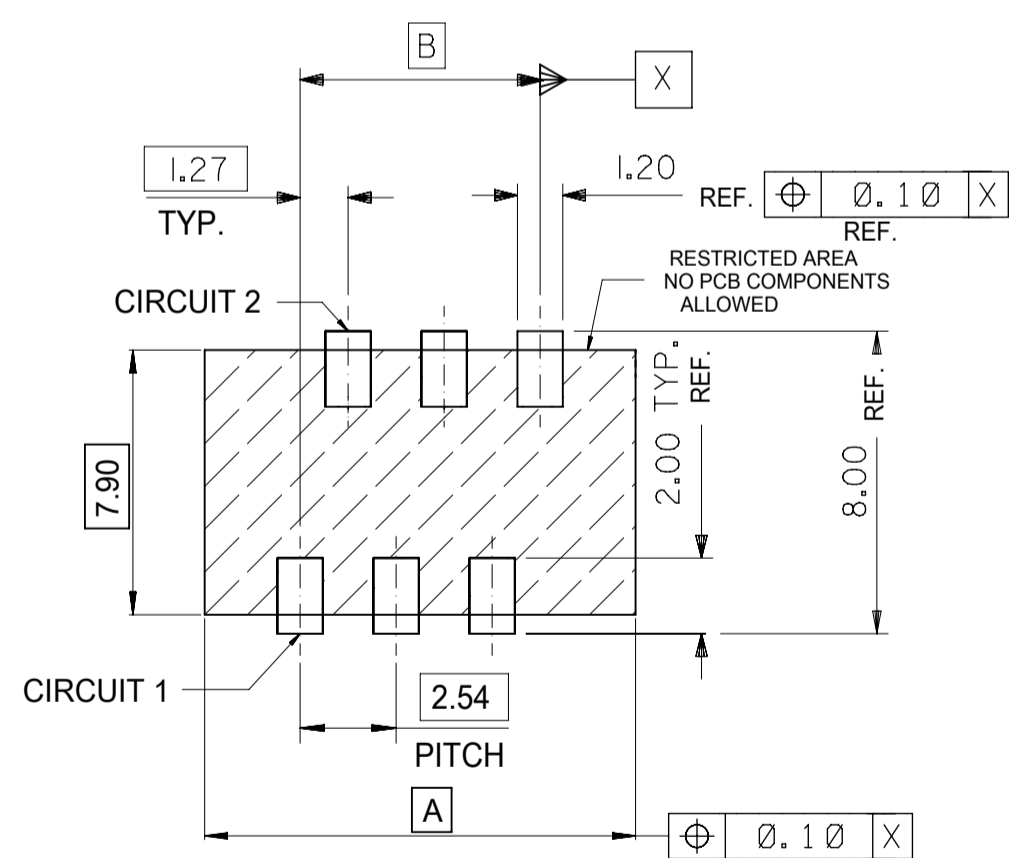 B
X
1.27
TYP.
1.20
REF.
⌖ Ø.10 X
REF.
RESTRICTED AREA
NO PCB COMPONENTS
ALLOWED
CIRCUIT 2
2.00 TYP.
REF.
8.00
REF.
7.90
CIRCUIT 1
2.54
PITCH
A
⌖ Ø.10 X